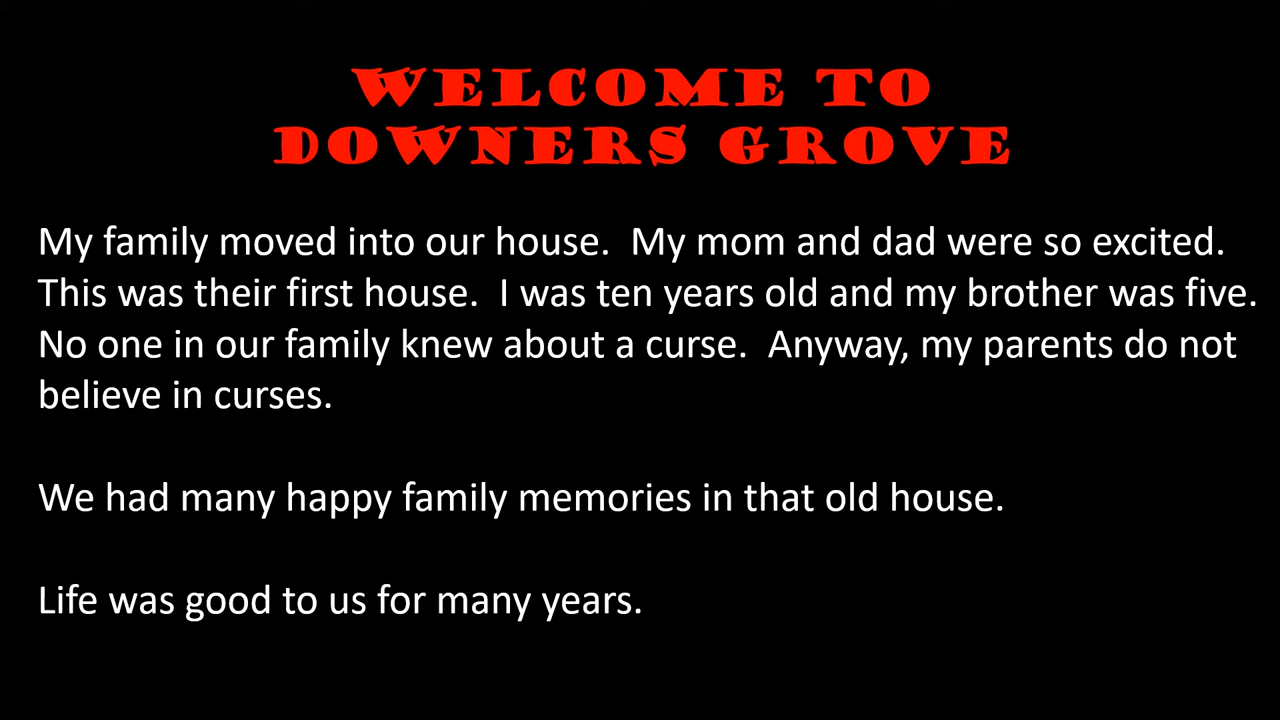 WELCOME TO
DOWNERS GROVE
My family moved into our house.  My mom and dad were so excited.
This was their first house.  I was ten years old and my brother was five.
No one in our family knew about a curse.  Anyway, my parents do not
believe in curses.
We had many happy family memories in that old house.
Life was good to us for many years.